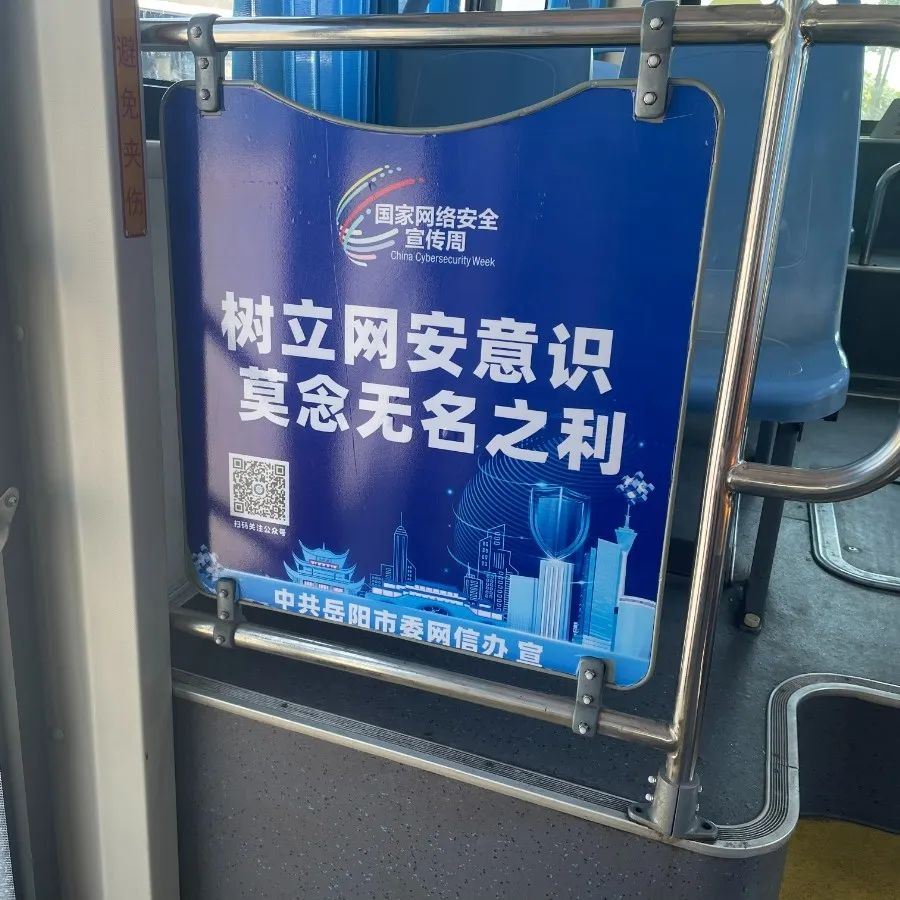 避免夹伤
国家网络安全
宣传周
China Cybersecurity Week
树立网安意识
莫念无名之利
扫码关注公众号
中共岳阳市委网信办 宣